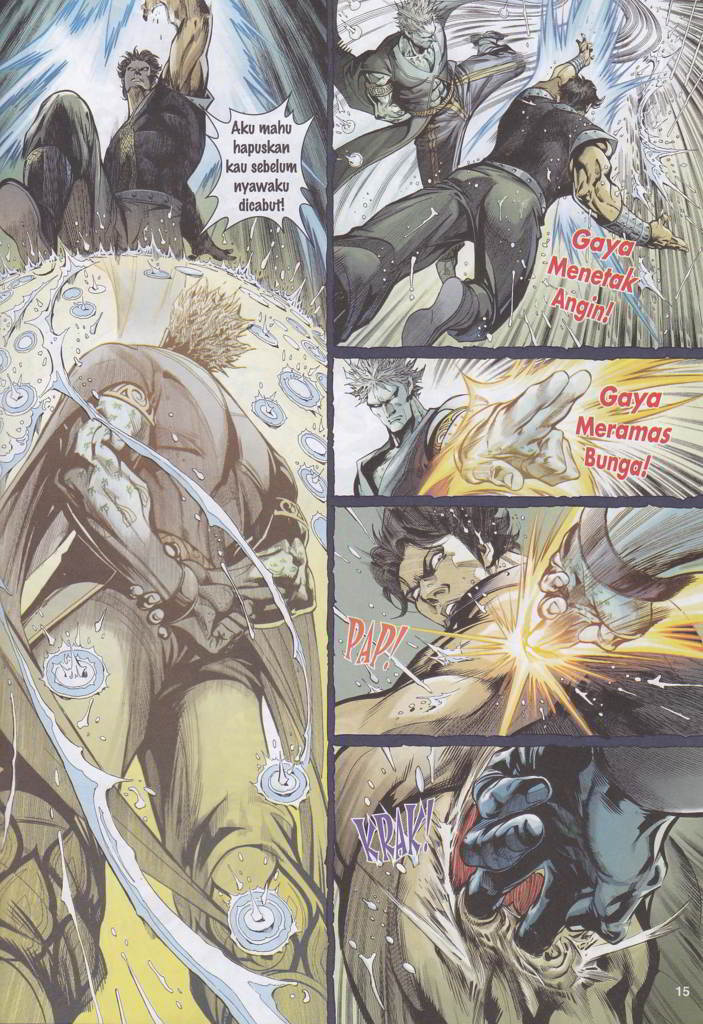 Aku mahu
hapuskan
kau sebelum
nyawaku
dicabut!
Gaya
Menetak
Angin!
Gaya
Meramas
Bunga!
PAP!
KRAK!
15